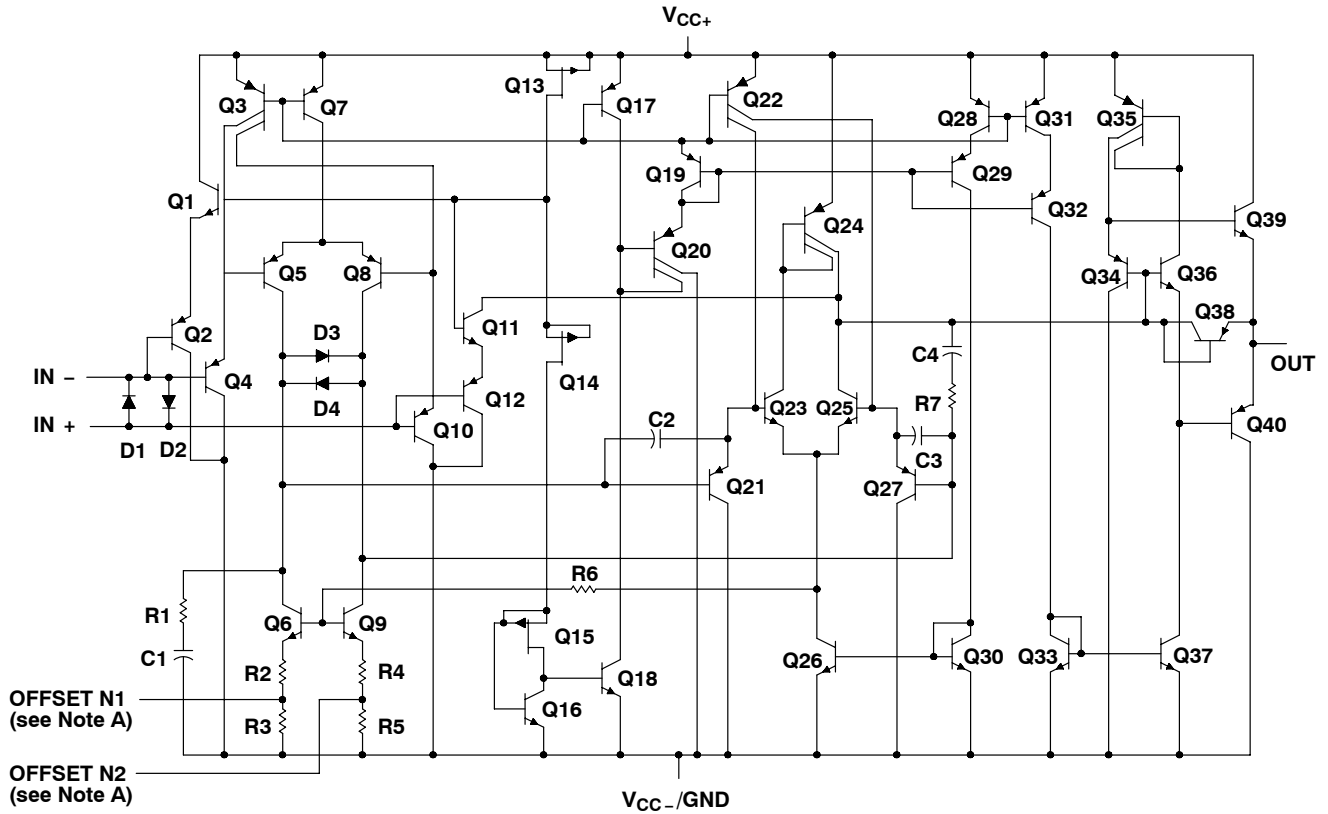 VCC+
Q13
Q3
Q7
Q17
Q22
Q28
Q31
Q35
Q19
Q29
Q1
Q32
Q24
Q39
Q20
Q5
Q8
Q34
Q36
Q2
Q11
Q38
D3
C4
OUT
Q14
IN –
Q4
D4
Q12
R7
IN +
D1
D2
Q10
C2
Q23
Q25
Q40
C3
Q21
Q27
R6
R1
Q6
Q9
Q15
C1
R2
R4
Q26
Q30
Q33
Q37
Q18
OFFSET N1
(see Note A)
R3
R5
Q16
OFFSET N2
(see Note A)
VCC–/GND